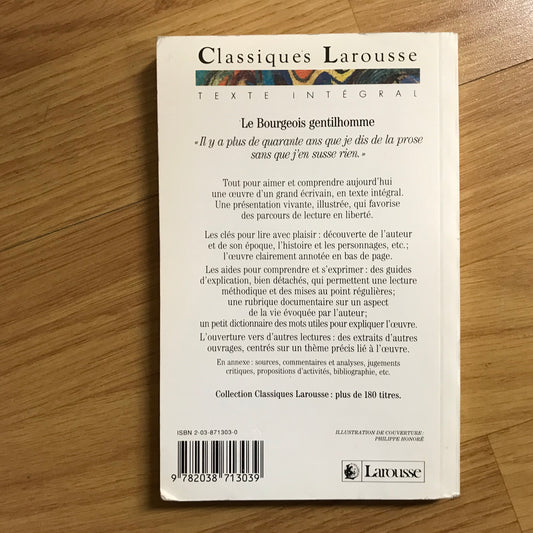 Classiques Larousse
TEXTE INTÉGRAL
Le Bourgeois gentilhomme
« Il y a plus de quarante ans que je dis de la prose
sans que j'en susse rien. »
Tout pour aimer et comprendre aujourd'hui
une œuvre d'un grand écrivain, en texte intégral.
Une présentation vivante, illustrée, qui favorise
des parcours de lecture en liberté.
Les clés pour lire avec plaisir : découverte de l'auteur
et de son époque, l'histoire et les personnages, etc.;
l'œuvre clairement annotée en bas de page.
Les aides pour comprendre et s'exprimer : des guides
d'explication, bien détachés, qui permettent une lecture
méthodique et des mises au point régulières;
une rubrique documentaire sur un aspect
de la vie évoquée par l'auteur;
un petit dictionnaire des mots utiles pour expliquer l'œuvre.
L'ouverture vers d'autres lectures : des extraits d'autres
ouvrages, centrés sur un thème précis lié à l'œuvre.
En annexe : sources, commentaires et analyses, jugements
critiques, propositions d'activités, bibliographie, etc.
Collection Classiques Larousse : plus de 180 titres.
ISBN 2-03-871303-0
9 782038 713039
ILLUSTRATION DE COUVERTURE :
PHILIPPE HONORÉ
Larousse